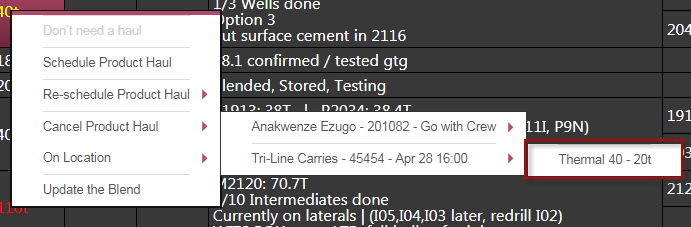 40t
1/3 Wells done
Option 3
Don't need a haul
out surface cement in 2116
204
Schedule Product Haul
18
8.1 confirmed / tested gtg
Re-schedule Product Haul
lended, Stored, Testing
1913: 38T | P2034: 38.4T
Cancel Product Haul
Anakwenze Ezugo - 201082 - Go with Crew
11I, P9N)
191
On Location
Tri-Line Carries - 45454 - Apr 28 16:00
Thermal 40 - 20t
Update the Blend
M2120: 70.7T
212
/10 Intermediates done
110t
Currently on laterals | (I05,I04,I03 later, redrill I02)